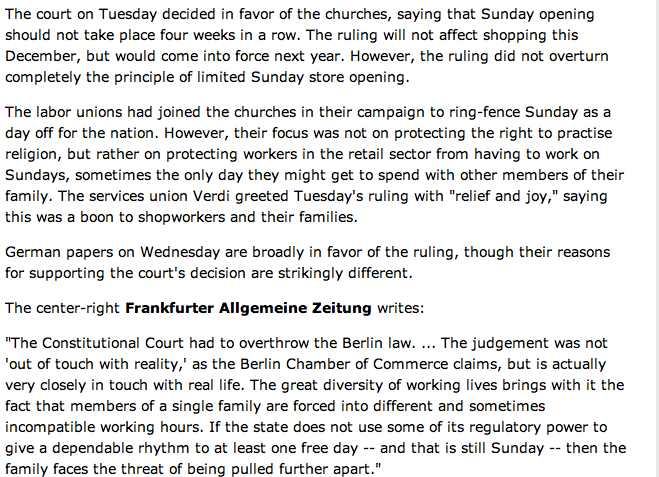 The court on Tuesday decided in favor of the churches, saying that Sunday opening
should not take place four weeks in a row. The ruling will not affect shopping this
December, but would come into force next year. However, the ruling did not overturn
completely the principle of limited Sunday store opening.
The labor unions had joined the churches in their campaign to ring-fence Sunday as a
day off for the nation. However, their focus was not on protecting the right to practise
religion, but rather on protecting workers in the retail sector from having to work on
Sundays, sometimes the only day they might get to spend with other members of their
family. The services union Verdi greeted Tuesday's ruling with "relief and joy," saying
this was a boon to shopworkers and their families.
German papers on Wednesday are broadly in favor of the ruling, though their reasons
for supporting the court's decision are strikingly different.
The center-right Frankfurter Allgemeine Zeitung writes:
"The Constitutional Court had to overthrow the Berlin law. ... The judgement was not
'out of touch with reality,' as the Berlin Chamber of Commerce claims, but is actually
very closely in touch with real life. The great diversity of working lives brings with it the
fact that members of a single family are forced into different and sometimes
incompatible working hours. If the state does not use some of its regulatory power to
give a dependable rhythm to at least one free day -- and that is still Sunday -- then the
family faces the threat of being pulled further apart."